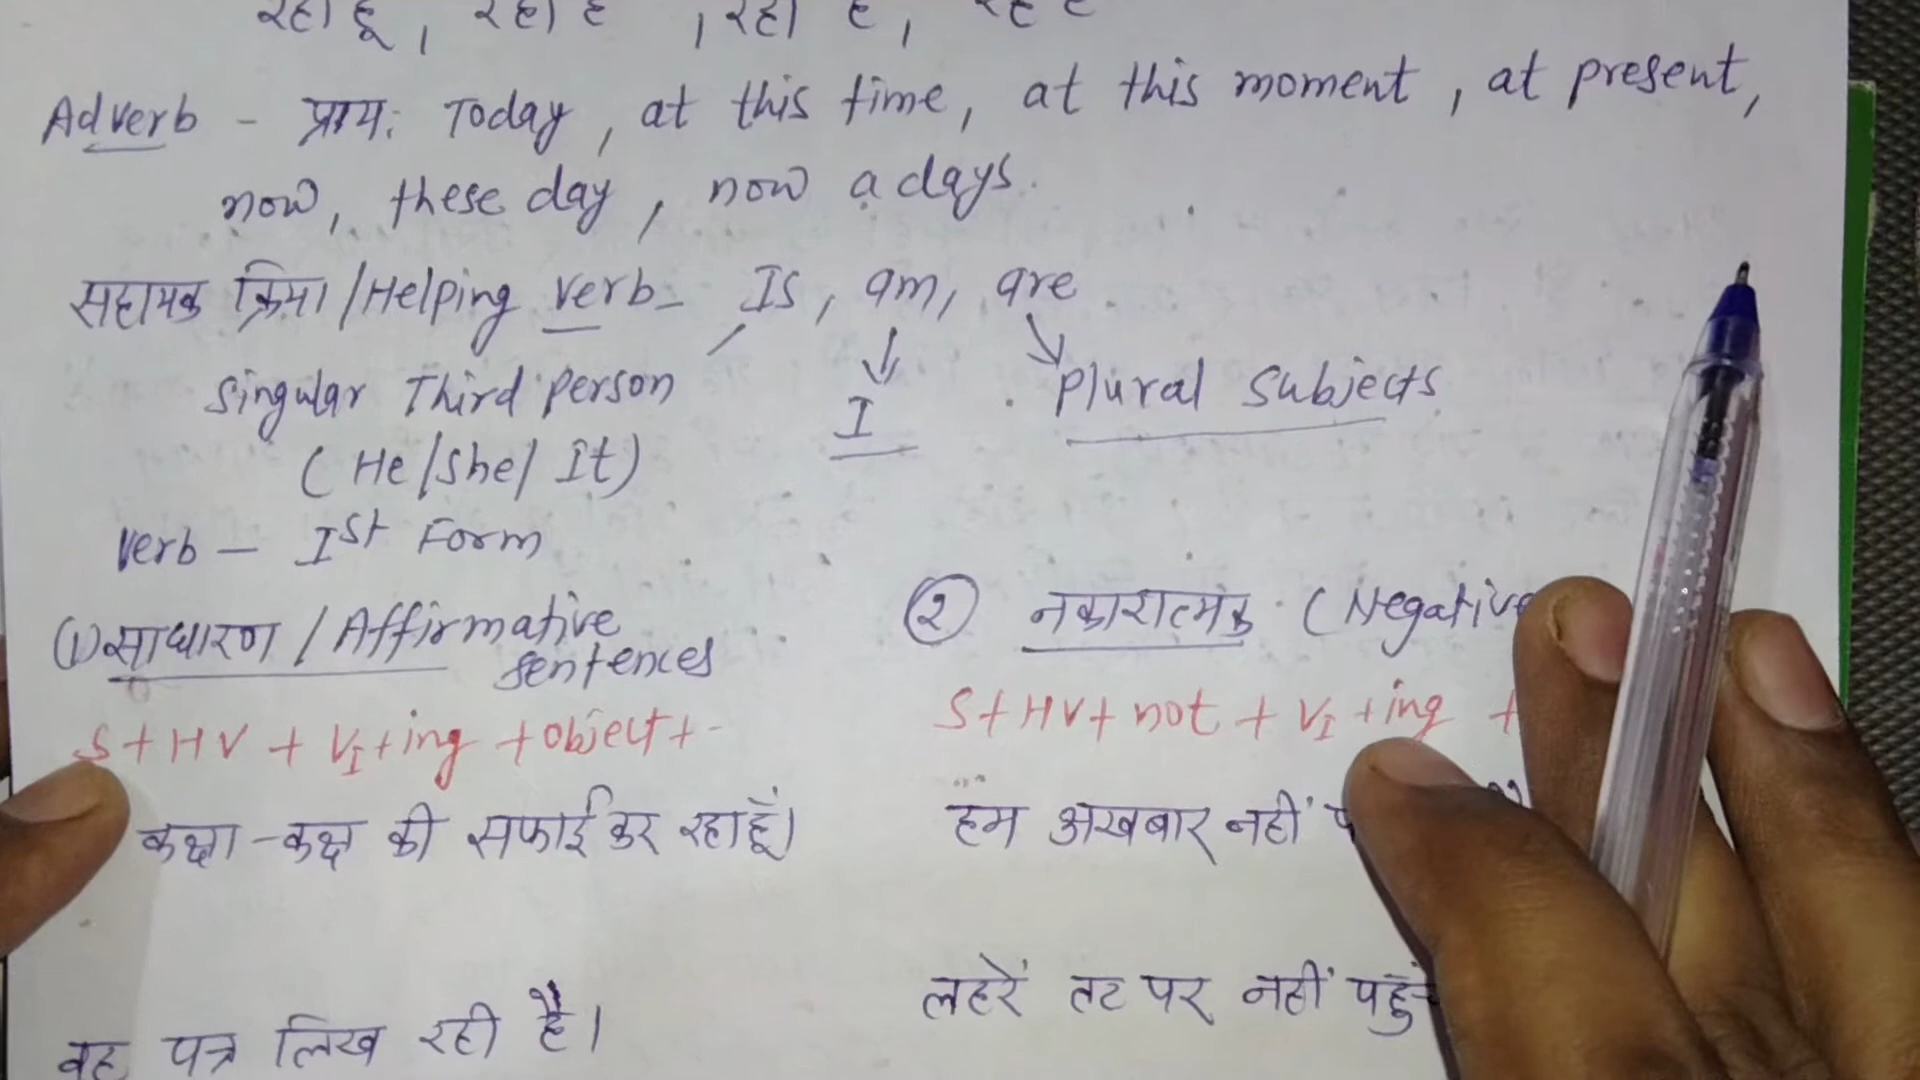 Adverb - प्राय: Today, at this time, at this moment, at present,
now, these day, now a days.
सहायक क्रिया/Helping verb- Is, am, are
Singular Third person I Plural Subjects
(He/She/ It)
verb - Ist Form
(1) साधारण / Affirmative sentences
S+HV + VI+ing +object+-
कक्षा-कक्ष की सफाई कर रहा हूँ।
वह पत्र लिख रही है।
② नकारात्मक (Negative
S+HV+ not + VI +ing +
हम अखबार नहीं
लहरें तट पर नहीं